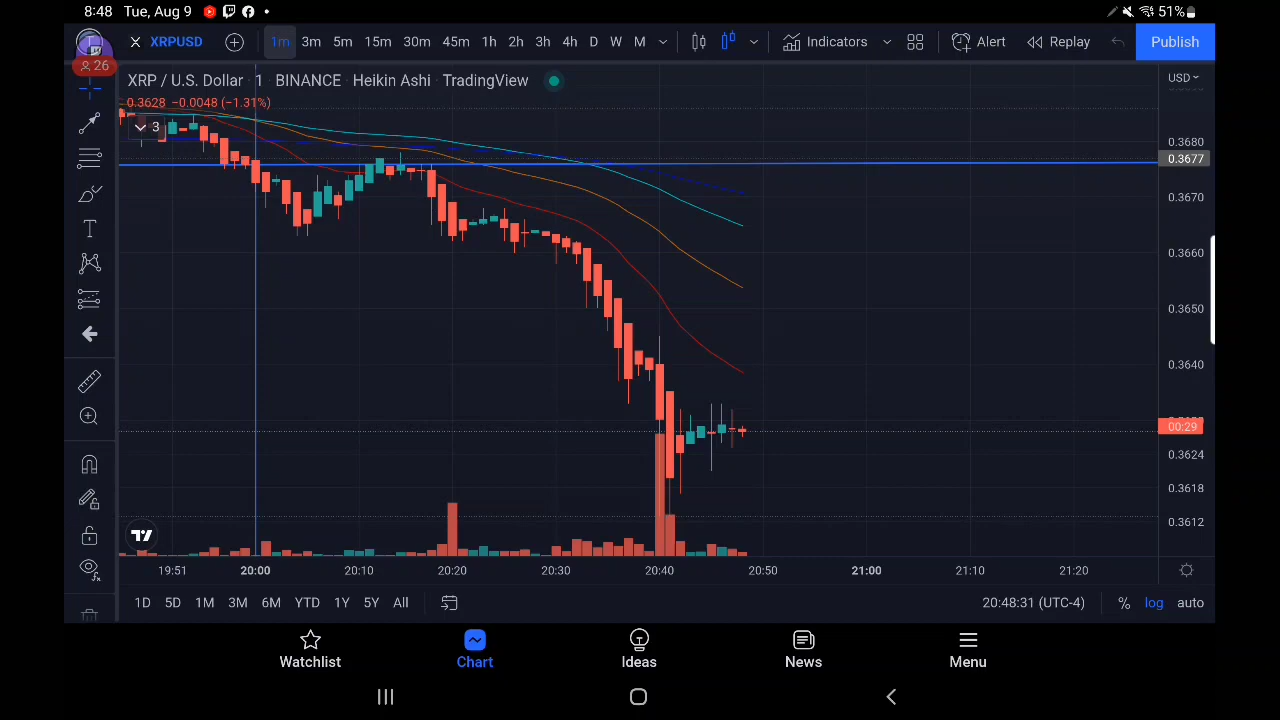 8:48 Tue, Aug 9 51%
XRPUSD 1m 3m 5m 15m 30m 45m 1h 2h 3h 4h D W M Indicators Alert Replay Publish
26
XRP / U.S. Dollar · 1 · BINANCE · Heikin Ashi · TradingView
USD
0.3628 −0.0048 (−1.31%)
3
0.3680
0.3677
0.3670
0.3660
0.3650
0.3640
00:29
0.3624
0.3618
0.3612
19:51 20:00 20:10 20:20 20:30 20:40 20:50 21:00 21:10 21:20
1D 5D 1M 3M 6M YTD 1Y 5Y All 20:48:31 (UTC-4) % log auto
Watchlist Chart Ideas News Menu